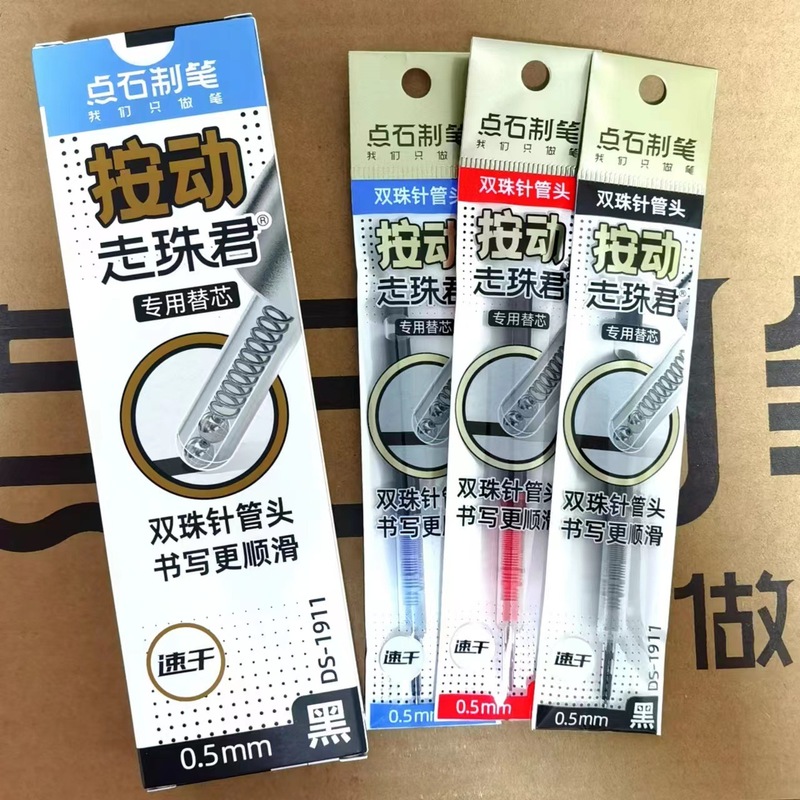 点石制笔
我们只做笔
按动
走珠君®
专用替芯
双珠针管头
书写更顺滑
速干
DS-1911
0.5mm
黑
点石制笔
我们只做笔
双珠针管头
按动
走珠君
专用替芯
双珠针管头
书写更顺滑
速干
0.5mm
点石制笔
我们只做笔
双珠针管头
按动
走珠君
专用替芯
双珠针管头
书写更顺滑
速干
0.5mm
点石制笔
我们只做笔
双珠针管头
按动
走珠君®
专用替芯
双珠针管头
书写更顺滑
速干
DS-1911
0.5mm
黑
做